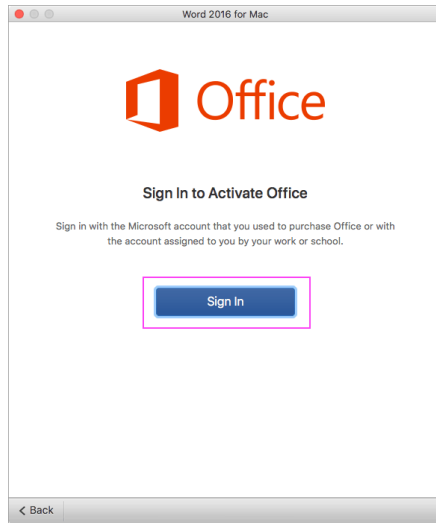 Word 2016 for Mac
Office
Sign In to Activate Office
Sign in with the Microsoft account that you used to purchase Office or with
the account assigned to you by your work or school.
Sign In
Back